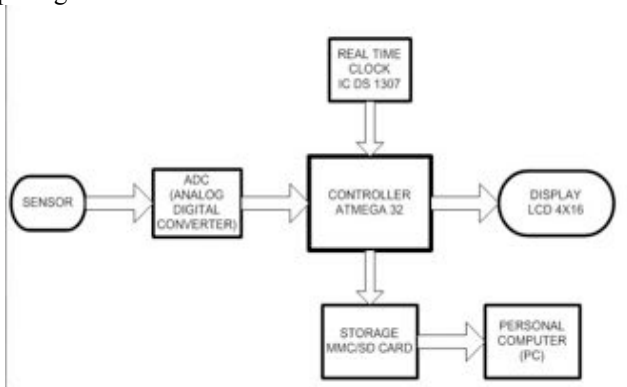 REAL TIME
CLOCK
IC DS 1307
SENSOR
ADC
(ANALOG
DIGITAL
CONVERTER)
CONTROLLER
ATMEGA 32
DISPLAY
LCD 4X16
STORAGE
MMC/SD CARD
PERSONAL
COMPUTER
(PC)